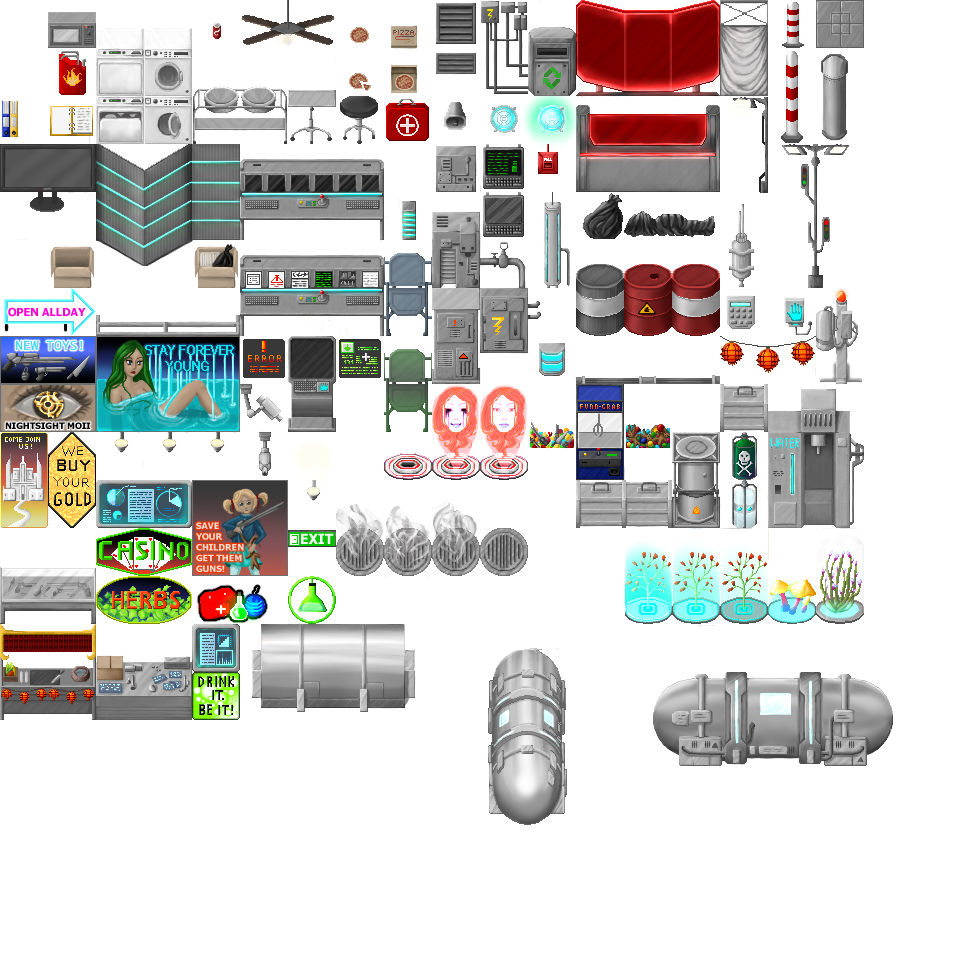 PIZZA
OPEN ALLDAY
NEW TOYS!
STAY FOREVER
YOUNG
ERROR
NIGHTSIGHT MOII
COME JOIN
US!
WE
BUY
YOUR
GOLD
WATER
SAVE
YOUR
CHILDREN
GET THEM
GUNS!
EXIT
CASINO
HERBS
DRINK
IT.
BE IT!